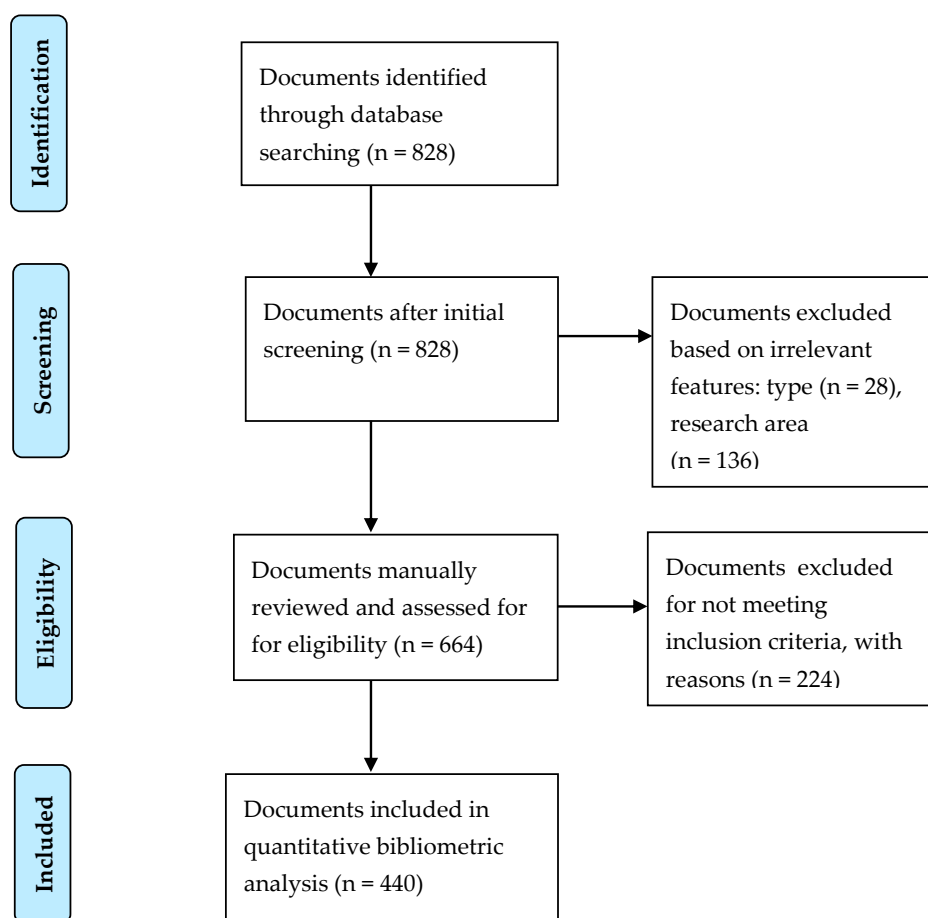 Identification
Documents identified
through database
searching (n = 828)
Screening
Documents after initial
screening (n = 828)
Documents excluded
based on irrelevant
features: type (n = 28),
research area
(n = 136)
Eligibility
Documents manually
reviewed and assessed for
for eligibility (n = 664)
Documents excluded
for not meeting
inclusion criteria, with
reasons (n = 224)
Included
Documents included in
quantitative bibliometric
analysis (n = 440)